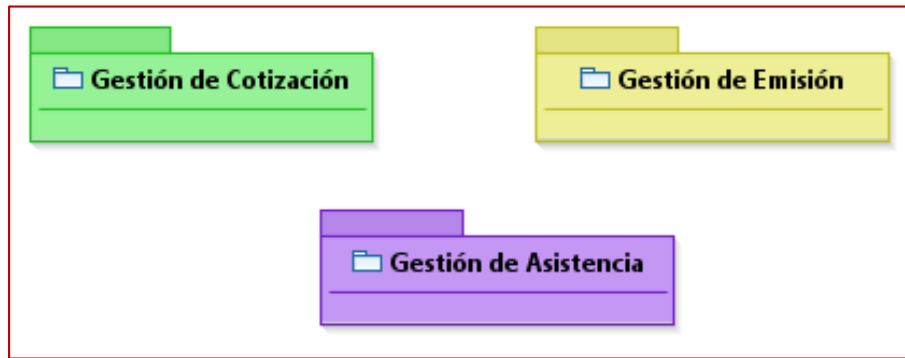 Gestión de Cotización
Gestión de Emisión
Gestión de Asistencia